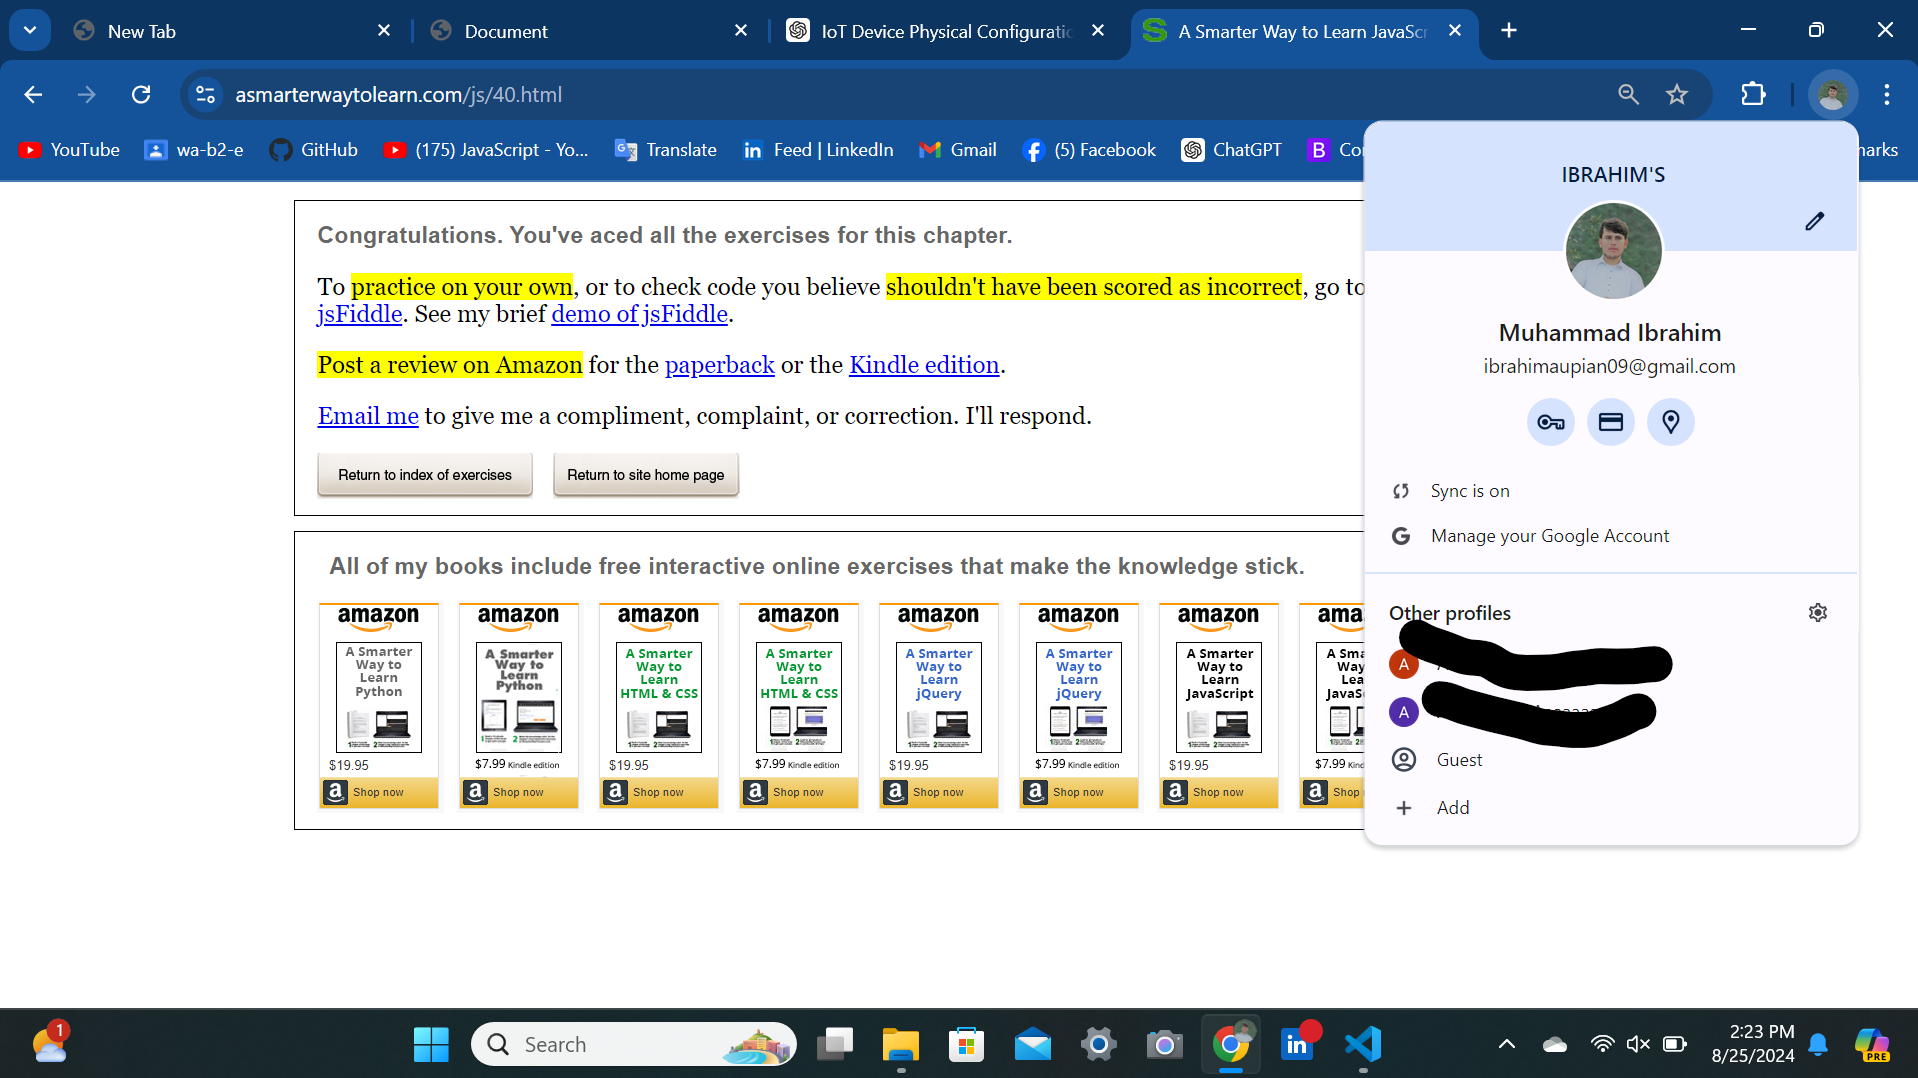 New Tab
Document
IoT Device Physical Configuratio
A Smarter Way to Learn JavaScr
asmarterwaytolearn.com/js/40.html
YouTube
wa-b2-e
GitHub
(175) JavaScript - Yo...
Translate
Feed | LinkedIn
Gmail
(5) Facebook
ChatGPT
B
Congratulations. You've aced all the exercises for this chapter.
To practice on your own, or to check code you believe shouldn't have been scored as incorrect, go to
jsFiddle. See my brief demo of jsFiddle.
Post a review on Amazon for the paperback or the Kindle edition.
Email me to give me a compliment, complaint, or correction. I'll respond.
Return to index of exercises
Return to site home page
All of my books include free interactive online exercises that make the knowledge stick.
amazon
A Smarter
Way to
Learn
Python
$19.95
Shop now
amazon
A Smarter
Way to
Learn
Python
$7.99 Kindle edition
Shop now
amazon
A Smarter
Way to
Learn
HTML & CSS
$19.95
Shop now
amazon
A Smarter
Way to
Learn
HTML & CSS
$7.99 Kindle edition
Shop now
amazon
A Smarter
Way to
Learn
jQuery
$19.95
Shop now
amazon
A Smarter
Way to
Learn
jQuery
$7.99 Kindle edition
Shop now
amazon
A Smarter
Way to
Learn
JavaScript
$19.95
Shop now
ama
A Sma
Way
Lea
JavaSc
$7.99 Kind
Shop
IBRAHIM'S
Muhammad Ibrahim
ibrahimaupian09@gmail.com
Sync is on
Manage your Google Account
Other profiles
A
A
Guest
Add
1
Search
2:23 PM
8/25/2024
PRE